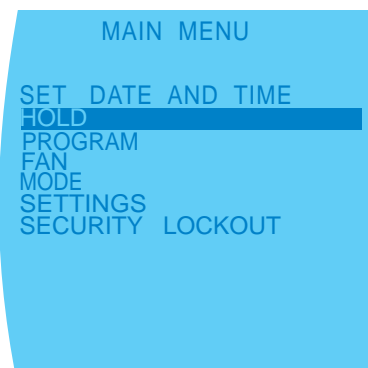 MAIN MENU
SET DATE AND TIME
HOLD
PROGRAM
FAN
MODE
SETTINGS
SECURITY LOCKOUT